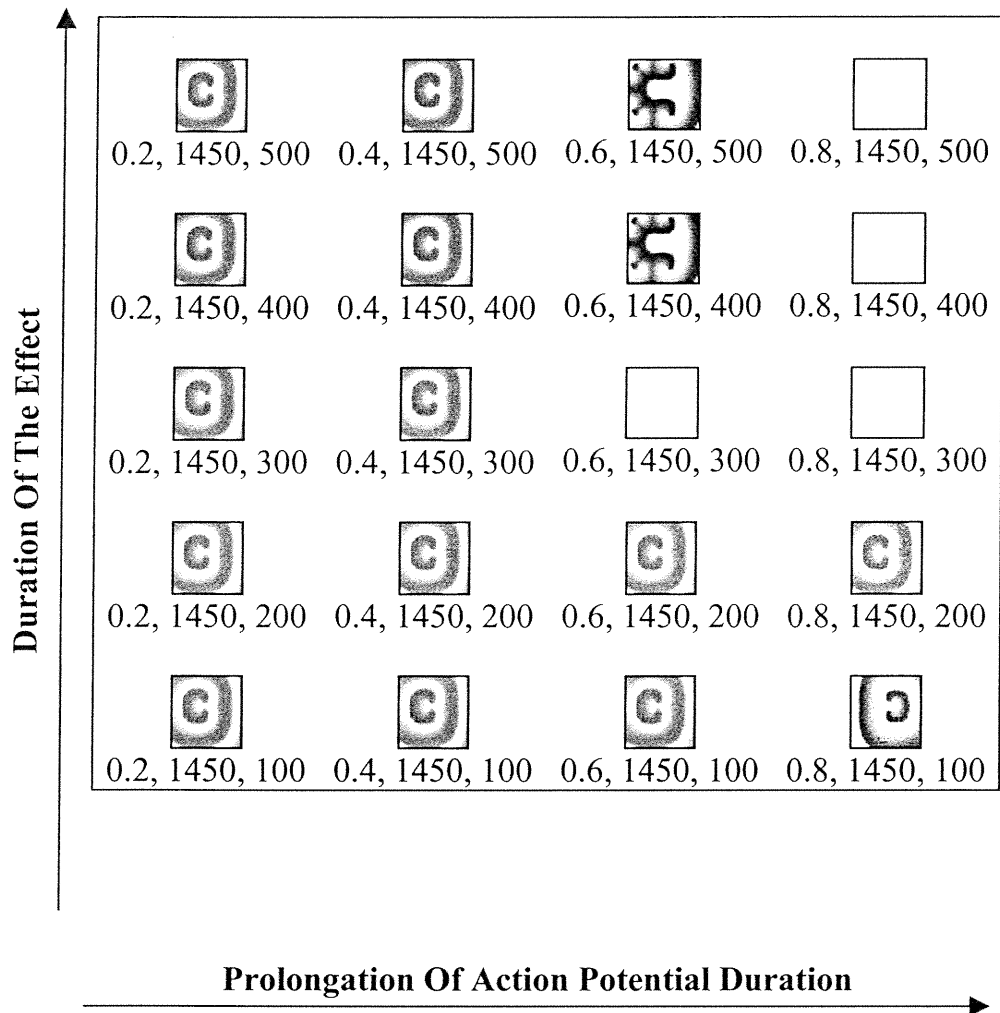 0.2, 1450, 500 0.4, 1450, 500 0.6, 1450, 500 0.8, 1450, 500
0.2, 1450, 400 0.4, 1450, 400 0.6, 1450, 400 0.8, 1450, 400
0.2, 1450, 300 0.4, 1450, 300 0.6, 1450, 300 0.8, 1450, 300
0.2, 1450, 200 0.4, 1450, 200 0.6, 1450, 200 0.8, 1450, 200
0.2, 1450, 100 0.4, 1450, 100 0.6, 1450, 100 0.8, 1450, 100
Duration Of The Effect
Prolongation Of Action Potential Duration